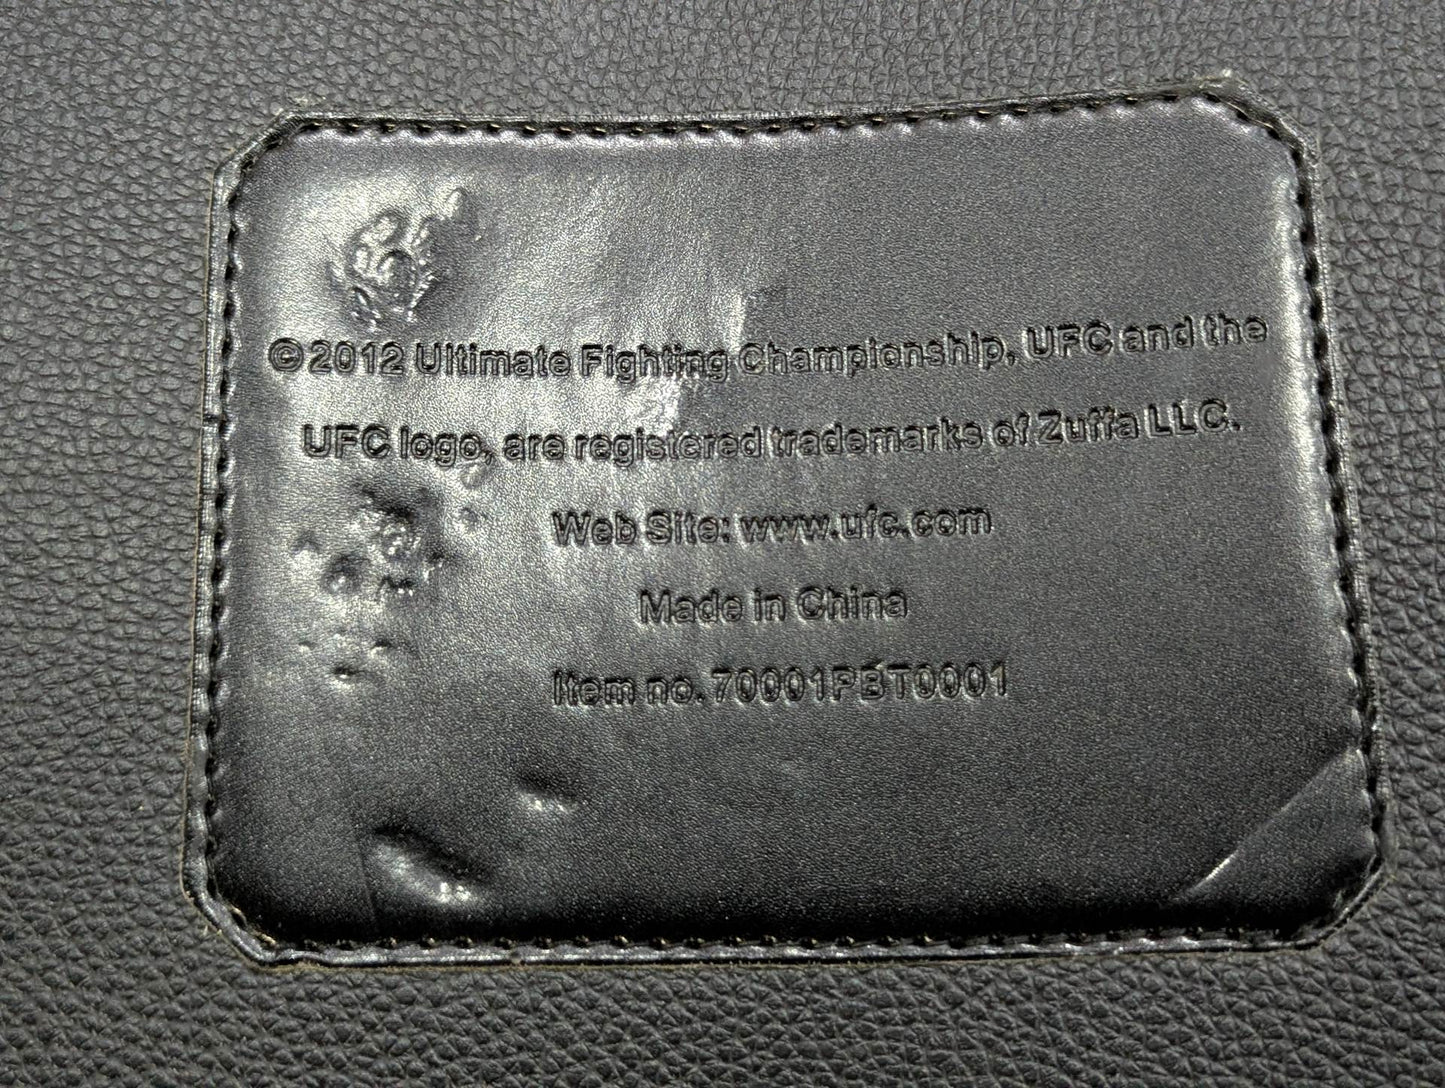 © 2012 Ultimate Fighting Championship, UFC and the
UFC logo, are registered trademarks of Zuffa LLC.
Web Site: www.ufc.com
Made in China
Item no. 70001PBT0001